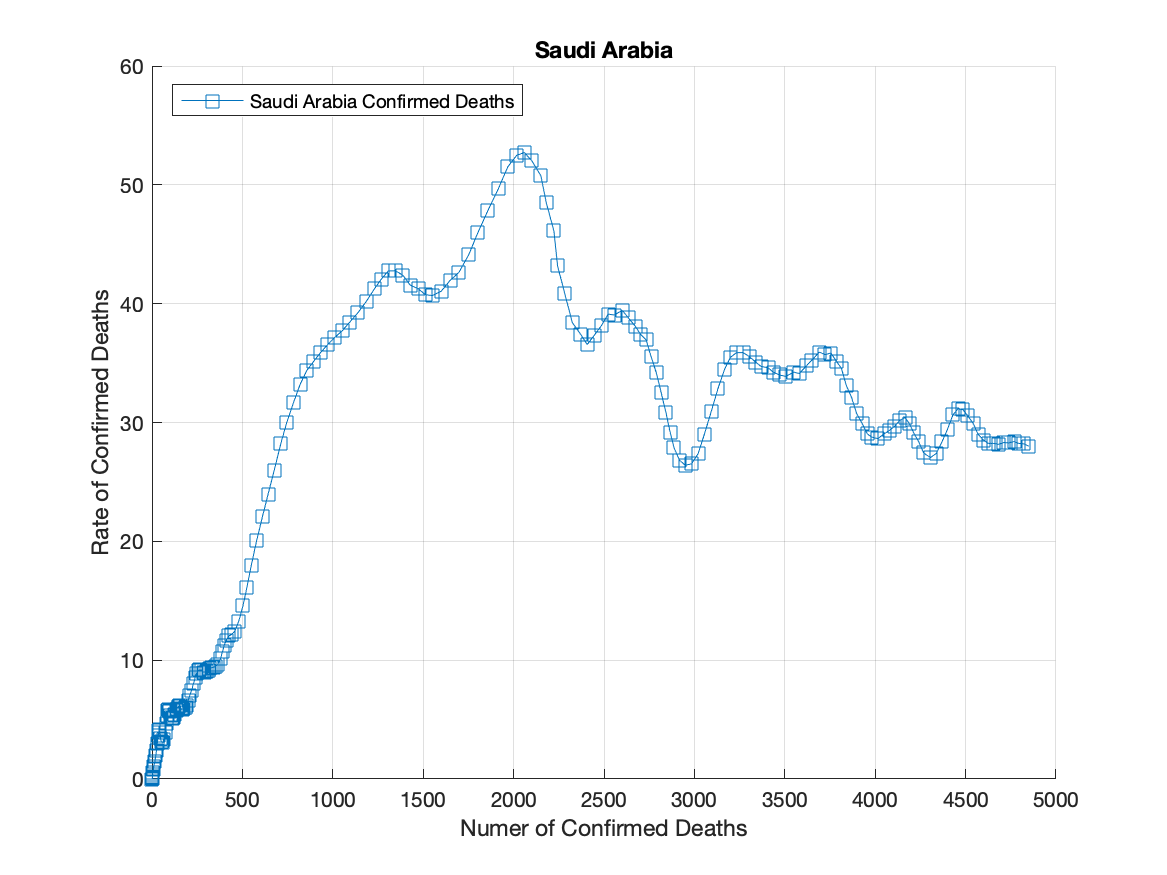 Saudi Arabia
Saudi Arabia Confirmed Deaths
60
50
40
30
20
10
0
Rate of Confirmed Deaths
0 500 1000 1500 2000 2500 3000 3500 4000 4500 5000
Numer of Confirmed Deaths